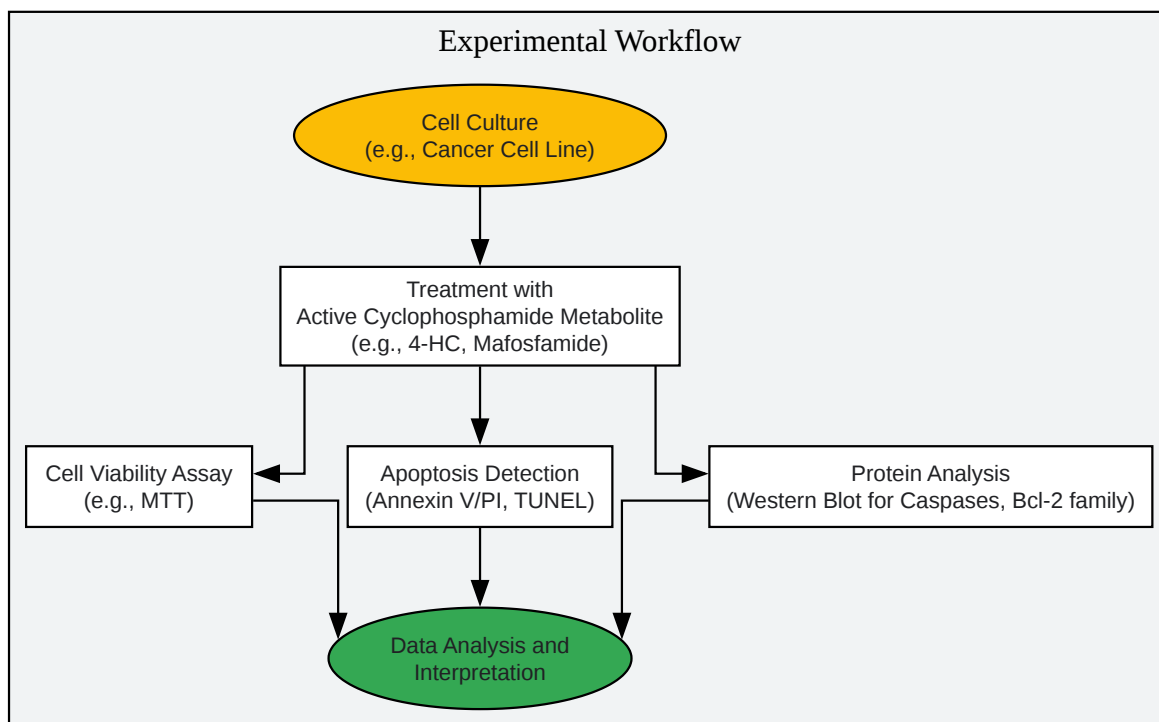 Experimental Workflow
Cell Culture
(e.g., Cancer Cell Line)
Treatment with
Active Cyclophosphamide Metabolite
(e.g., 4-HC, Mafosfamide)
Cell Viability Assay
(e.g., MTT)
Apoptosis Detection
(Annexin V/PI, TUNEL)
Protein Analysis
(Western Blot for Caspases, Bcl-2 family)
Data Analysis and
Interpretation